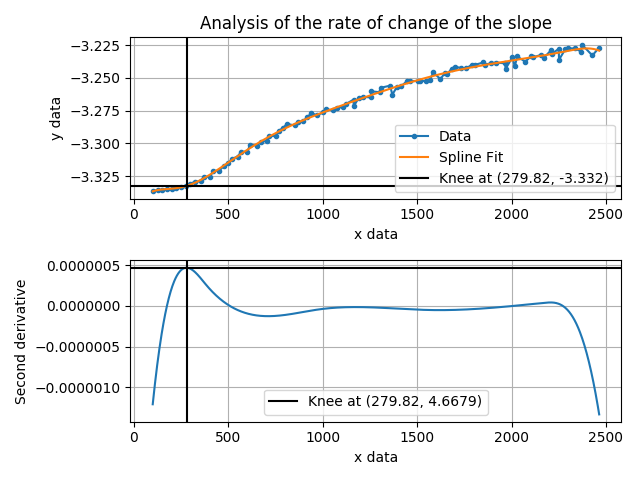 Analysis of the rate of change of the slope
−3.225
−3.250
−3.275
−3.300
−3.325
y data
Data
Spline Fit
Knee at (279.82, -3.332)
0 500 1000 1500 2000 2500
x data
0.0000005
0.0000000
−0.0000005
−0.0000010
Second derivative
Knee at (279.82, 4.6679)
0 500 1000 1500 2000 2500
x data